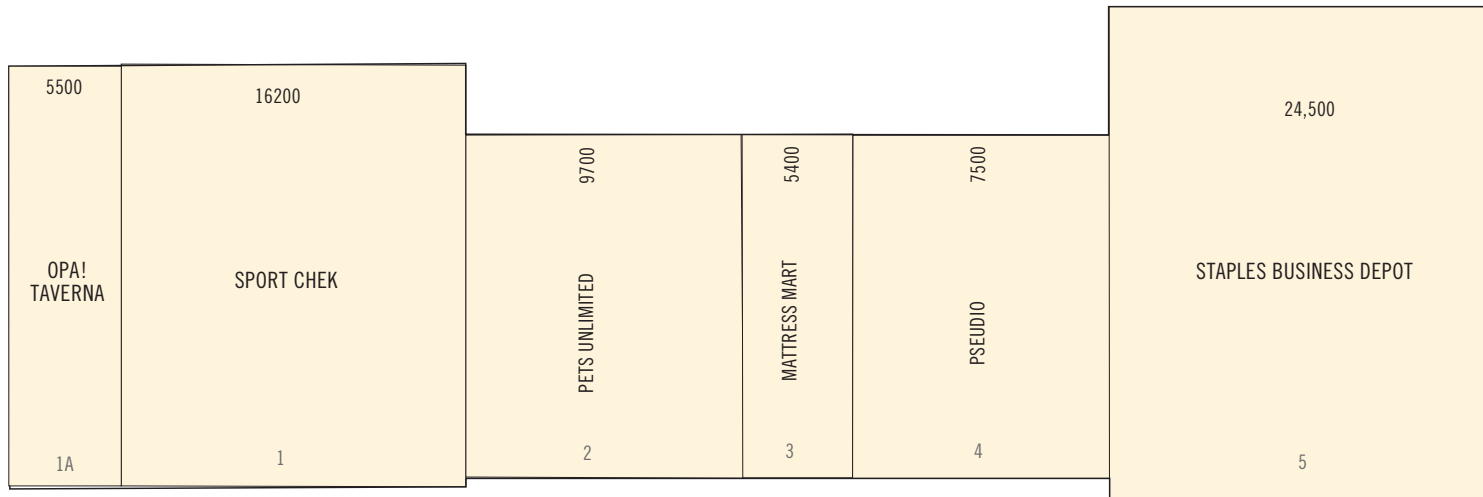 5500
OPA!
TAVERNA
1A
16200
SPORT CHEK
1
9700
PETS UNLIMITED
2
5400
MATTRESS MART
3
7500
PSEUDIO
4
24,500
STAPLES BUSINESS DEPOT
5